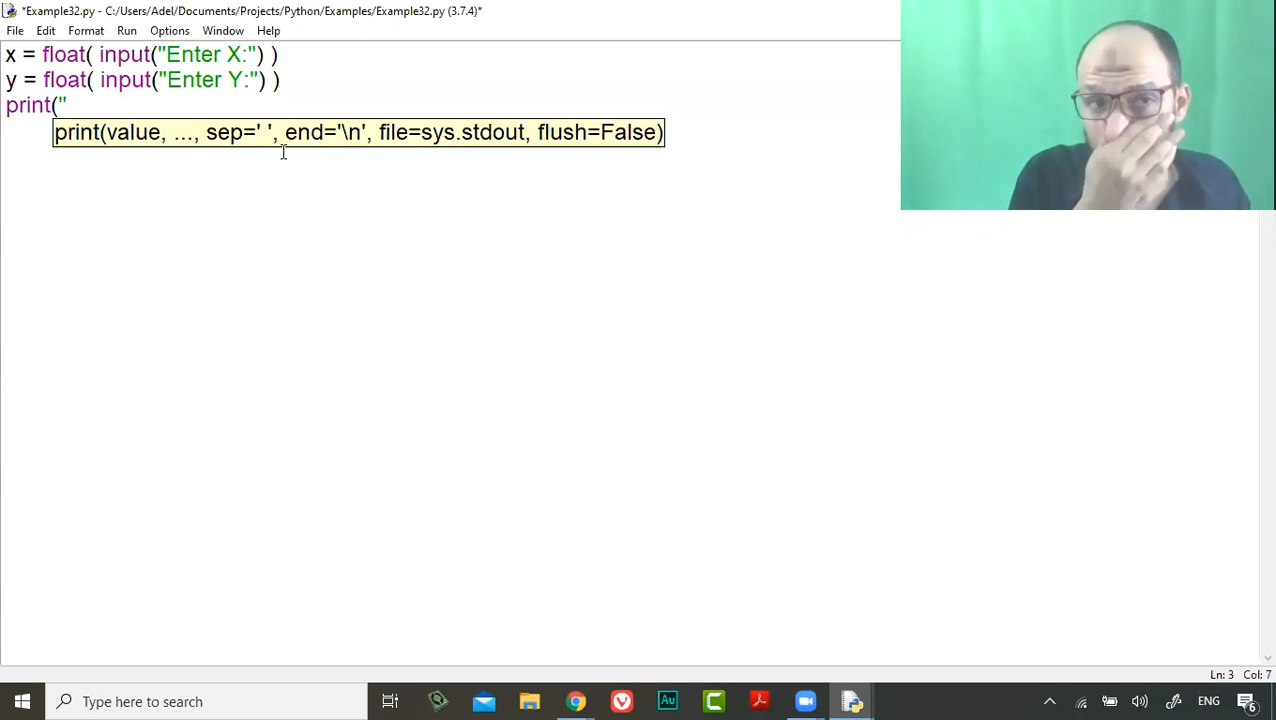 *Example32.py - C:/Users/Adel/Documents/Projects/Python/Examples/Example32.py (3.7.4)*
File Edit Format Run Options Window Help
x = float( input("Enter X:") )
y = float( input("Enter Y:") )
print("
print(value, ..., sep=' ', end='\n', file=sys.stdout, flush=False)
Ln: 3 Col: 7
Type here to search
Au
ENG
6